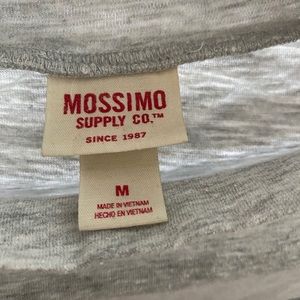 MOSSIMO
SUPPLY CO.™
SINCE 1987
M
MADE IN VIETNAM
HECHO EN VIETNAM